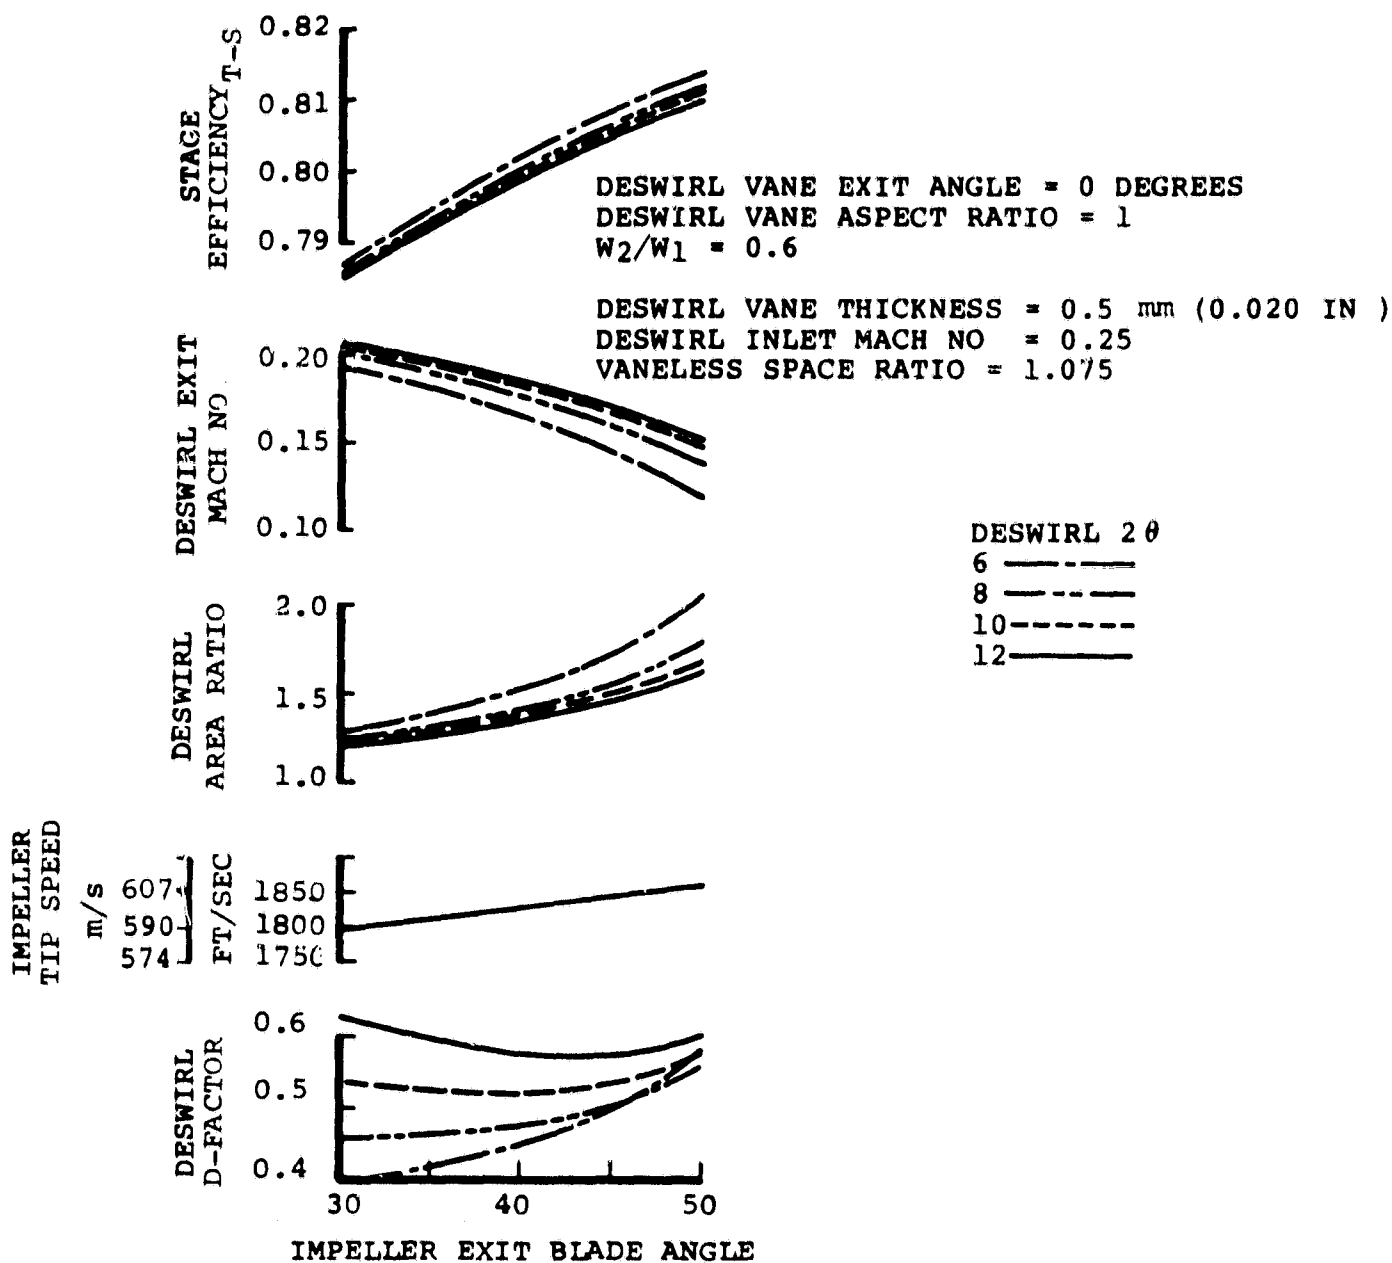 STAGE
EFFICIENCY T-S
0.82
0.81
0.80
0.79
DESWIRL VANE EXIT ANGLE = 0 DEGREES
DESWIRL VANE ASPECT RATIO = 1
W2/W1 = 0.6
DESWIRL VANE THICKNESS = 0.5 mm (0.020 IN )
DESWIRL INLET MACH NO = 0.25
VANELESS SPACE RATIO = 1.075
DESWIRL EXIT
MACH NO
0.20
0.15
0.10
DESWIRL 2θ
6
8
10
12
DESWIRL
AREA RATIO
2.0
1.5
1.0
IMPELLER
TIP SPEED
m/s
607
590
574
FT/SEC
1850
1800
1750
DESWIRL
D-FACTOR
0.6
0.5
0.4
30 40 50
IMPELLER EXIT BLADE ANGLE